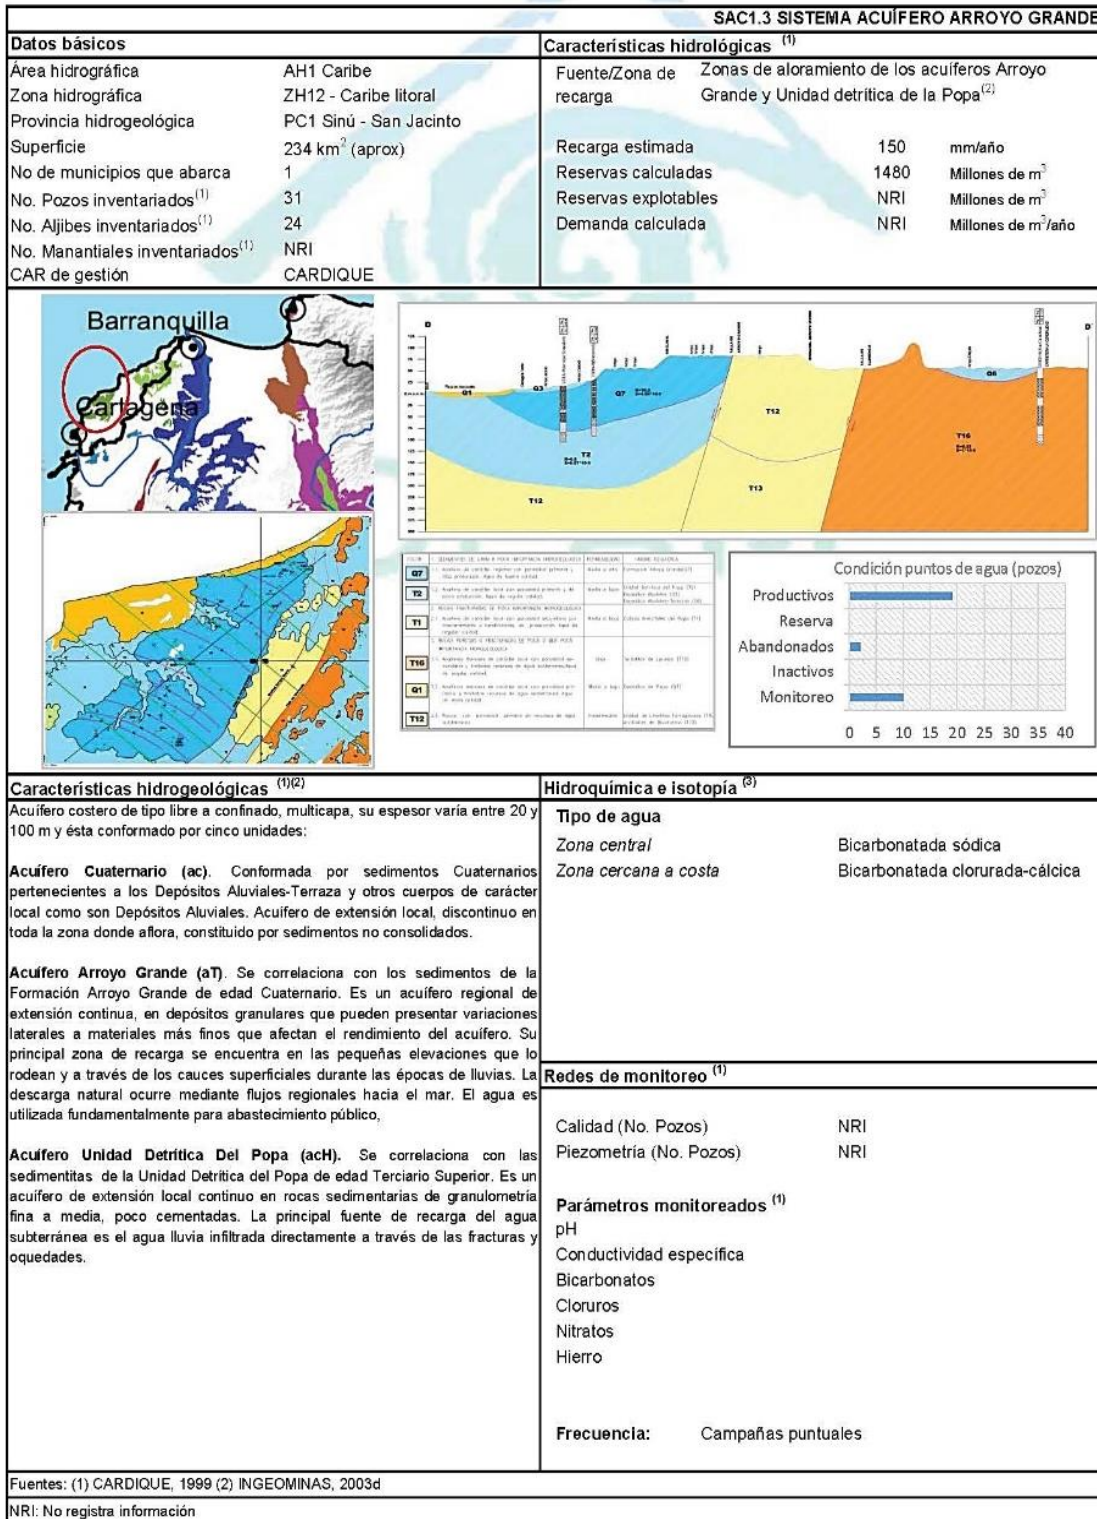 SAC1.3 SISTEMA ACUÍFERO ARROYO GRANDE
Datos básicos
Área hidrográfica AH1 Caribe
Zona hidrográfica ZH12 - Caribe litoral
Provincia hidrogeológica PC1 Sinú - San Jacinto
Superficie 234 km2 (aprox)
No de municipios que abarca 1
No. Pozos inventariados(1) 31
No. Aljibes inventariados(1) 24
No. Manantiales inventariados(1) NRI
CAR de gestión CARDIQUE
Características hidrológicas (1)
Fuente/Zona de recarga Zonas de aloramiento de los acuíferos Arroyo
Grande y Unidad detrítica de la Popa(2)
Recarga estimada 150 mm/año
Reservas calculadas 1480 Millones de m3
Reservas explotables NRI Millones de m3
Demanda calculada NRI Millones de m3/año
Barranquilla
Cartagena
Q1
Q3
Q7
T2
T12
T12
T13
T16
Q6
Q7
T2
T1
T16
Q1
T12
Condición puntos de agua (pozos)
Productivos
Reserva
Abandonados
Inactivos
Monitoreo
0 5 10 15 20 25 30 35 40
Características hidrogeológicas (1)(2)
Acuífero costero de tipo libre a confinado, multicapa, su espesor varía entre 20 y
100 m y ésta conformado por cinco unidades:
Acuífero Cuaternario (ac). Conformada por sedimentos Cuaternarios
pertenecientes a los Depósitos Aluviales-Terraza y otros cuerpos de carácter
local como son Depósitos Aluviales. Acuífero de extensión local, discontinuo en
toda la zona donde aflora, constituido por sedimentos no consolidados.
Acuífero Arroyo Grande (aT). Se correlaciona con los sedimentos de la
Formación Arroyo Grande de edad Cuaternario. Es un acuífero regional de
extensión continua, en depósitos granulares que pueden presentar variaciones
laterales a materiales más finos que afectan el rendimiento del acuífero. Su
principal zona de recarga se encuentra en las pequeñas elevaciones que lo
rodean y a través de los cauces superficiales durante las épocas de lluvias. La
descarga natural ocurre mediante flujos regionales hacia el mar. El agua es
utilizada fundamentalmente para abastecimiento público,
Acuífero Unidad Detrítica Del Popa (acH). Se correlaciona con las
sedimentitas de la Unidad Detrítica del Popa de edad Terciario Superior. Es un
acuífero de extensión local continuo en rocas sedimentarias de granulometría
fina a media, poco cementadas. La principal fuente de recarga del agua
subterránea es el agua lluvia infiltrada directamente a través de las fracturas y
oquedades.
Hidroquímica e isotopía (3)
Tipo de agua
Zona central Bicarbonatada sódica
Zona cercana a costa Bicarbonatada clorurada-cálcica
Redes de monitoreo (1)
Calidad (No. Pozos) NRI
Piezometría (No. Pozos) NRI
Parámetros monitoreados (1)
pH
Conductividad específica
Bicarbonatos
Cloruros
Nitratos
Hierro
Frecuencia: Campañas puntuales
Fuentes: (1) CARDIQUE, 1999 (2) INGEOMINAS, 2003d
NRI: No registra información